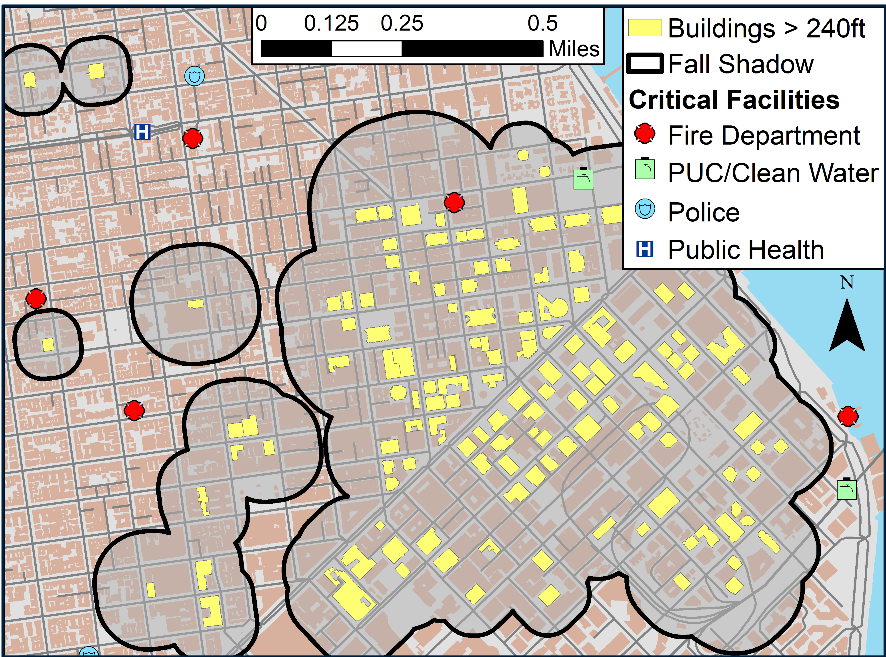 0 0.125 0.25 0.5
Miles
Buildings > 240ft
Fall Shadow
Critical Facilities
Fire Department
PUC/Clean Water
Police
H Public Health
N
H